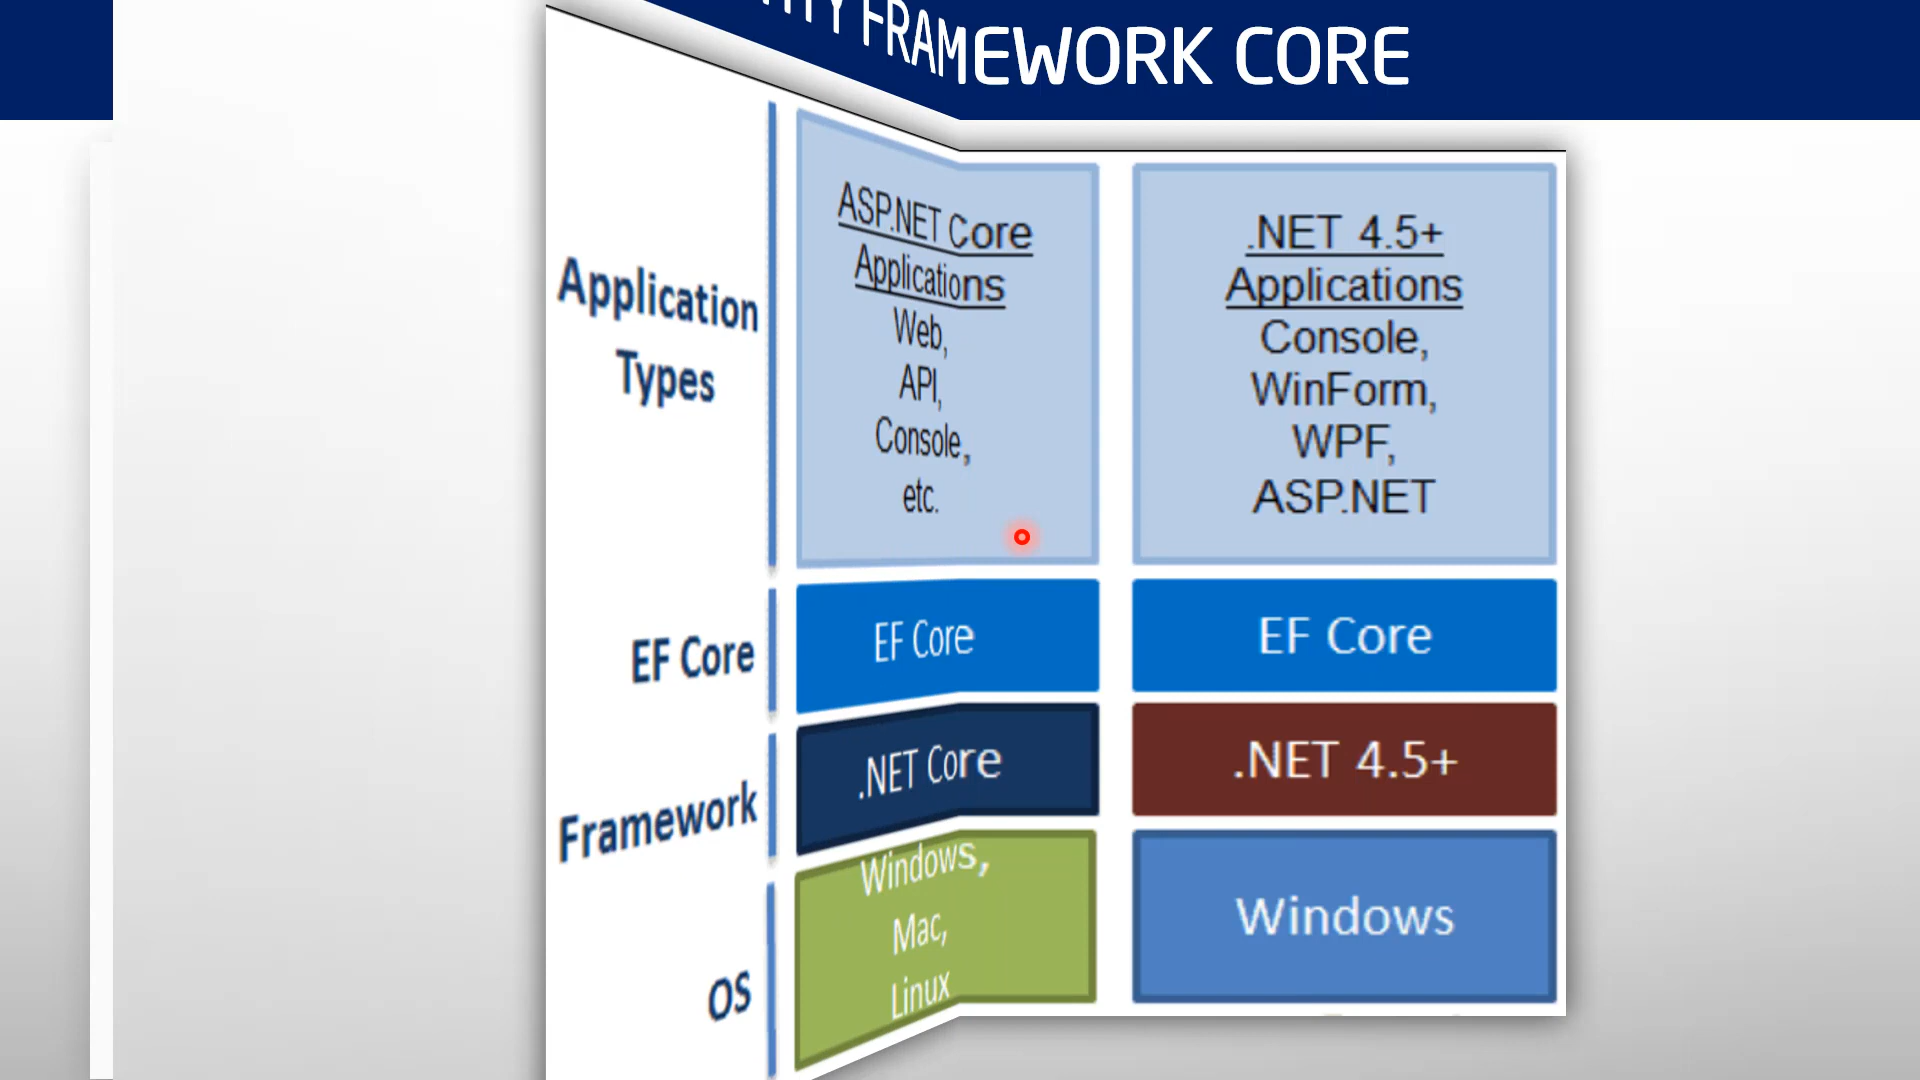 FRAMEWORK CORE
Application
Types
ASP.NET Core
Applications
Web,
API,
Console,
etc.
.NET 4.5+
Applications
Console,
WinForm,
WPF,
ASP.NET
EF Core
EF Core
EF Core
Framework
.NET Core
.NET 4.5+
OS
Windows,
Mac,
Linux
Windows